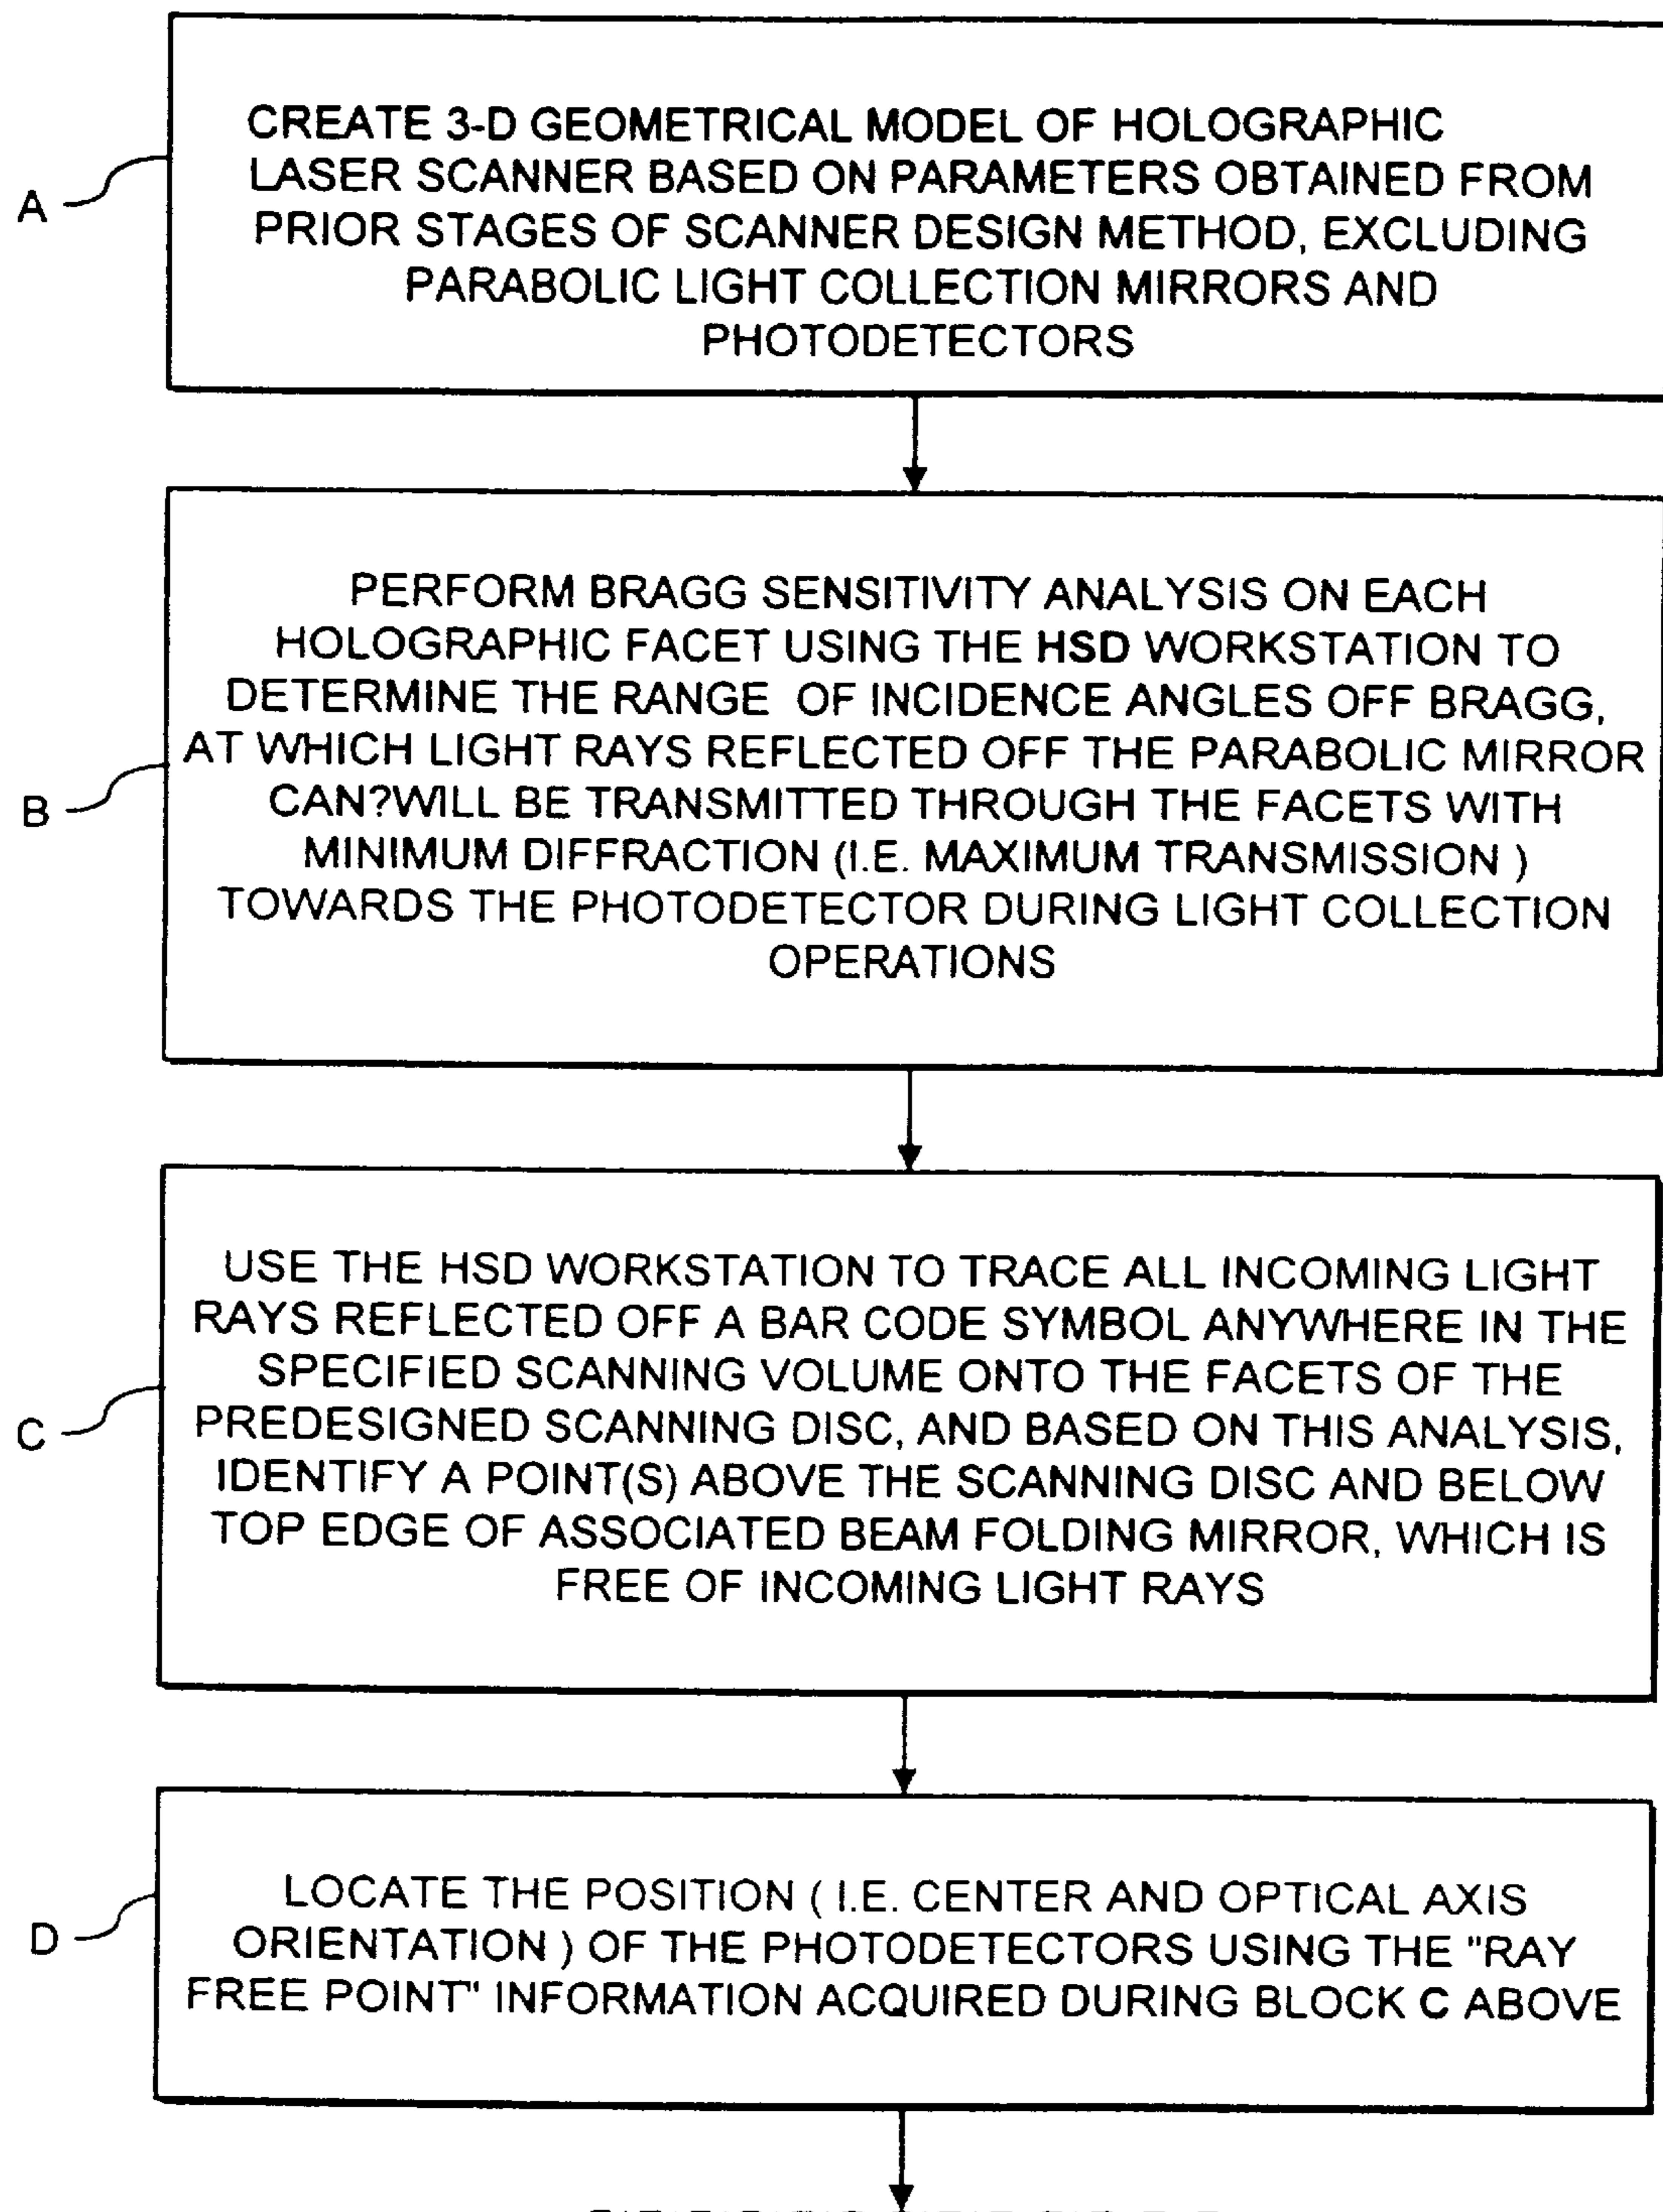 CREATE 3-D GEOMETRICAL MODEL OF HOLOGRAPHIC
LASER SCANNER BASED ON PARAMETERS OBTAINED FROM
PRIOR STAGES OF SCANNER DESIGN METHOD, EXCLUDING
PARABOLIC LIGHT COLLECTION MIRRORS AND
PHOTODETECTORS
A
PERFORM BRAGG SENSITIVITY ANALYSIS ON EACH
HOLOGRAPHIC FACET USING THE HSD WORKSTATION TO
DETERMINE THE RANGE OF INCIDENCE ANGLES OFF BRAGG,
AT WHICH LIGHT RAYS REFLECTED OFF THE PARABOLIC MIRROR
CAN?WILL BE TRANSMITTED THROUGH THE FACETS WITH
MINIMUM DIFFRACTION (I.E. MAXIMUM TRANSMISSION )
TOWARDS THE PHOTODETECTOR DURING LIGHT COLLECTION
OPERATIONS
B
USE THE HSD WORKSTATION TO TRACE ALL INCOMING LIGHT
RAYS REFLECTED OFF A BAR CODE SYMBOL ANYWHERE IN THE
SPECIFIED SCANNING VOLUME ONTO THE FACETS OF THE
PREDESIGNED SCANNING DISC, AND BASED ON THIS ANALYSIS,
IDENTIFY A POINT(S) ABOVE THE SCANNING DISC AND BELOW
TOP EDGE OF ASSOCIATED BEAM FOLDING MIRROR, WHICH IS
FREE OF INCOMING LIGHT RAYS
C
LOCATE THE POSITION ( I.E. CENTER AND OPTICAL AXIS
ORIENTATION ) OF THE PHOTODETECTORS USING THE "RAY
FREE POINT" INFORMATION ACQUIRED DURING BLOCK C ABOVE
D